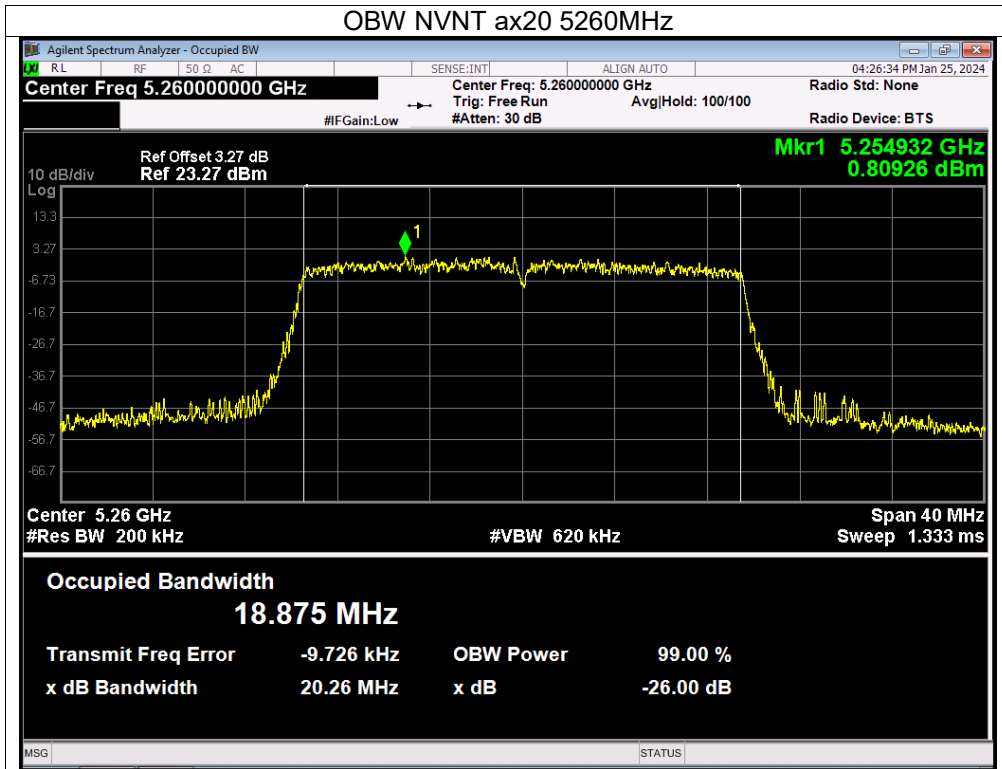 OBW NVNT ax20 5260MHz
Agilent Spectrum Analyzer - Occupied BW
LXI RL RF 50 Ω AC SENSE:INT ALIGN AUTO 04:26:34 PM Jan 25, 2024
Center Freq 5.260000000 GHz Center Freq: 5.260000000 GHz Radio Std: None
Trig: Free Run Avg|Hold: 100/100
#IFGain:Low #Atten: 30 dB Radio Device: BTS
Ref Offset 3.27 dB Mkr1 5.254932 GHz
10 dB/div Ref 23.27 dBm 0.80926 dBm
Log
13.3
1
3.27
-6.73
-16.7
-26.7
-36.7
-46.7
-56.7
-66.7
Center 5.26 GHz Span 40 MHz
#Res BW 200 kHz #VBW 620 kHz Sweep 1.333 ms
Occupied Bandwidth
18.875 MHz
Transmit Freq Error -9.726 kHz OBW Power 99.00 %
x dB Bandwidth 20.26 MHz x dB -26.00 dB
MSG STATUS